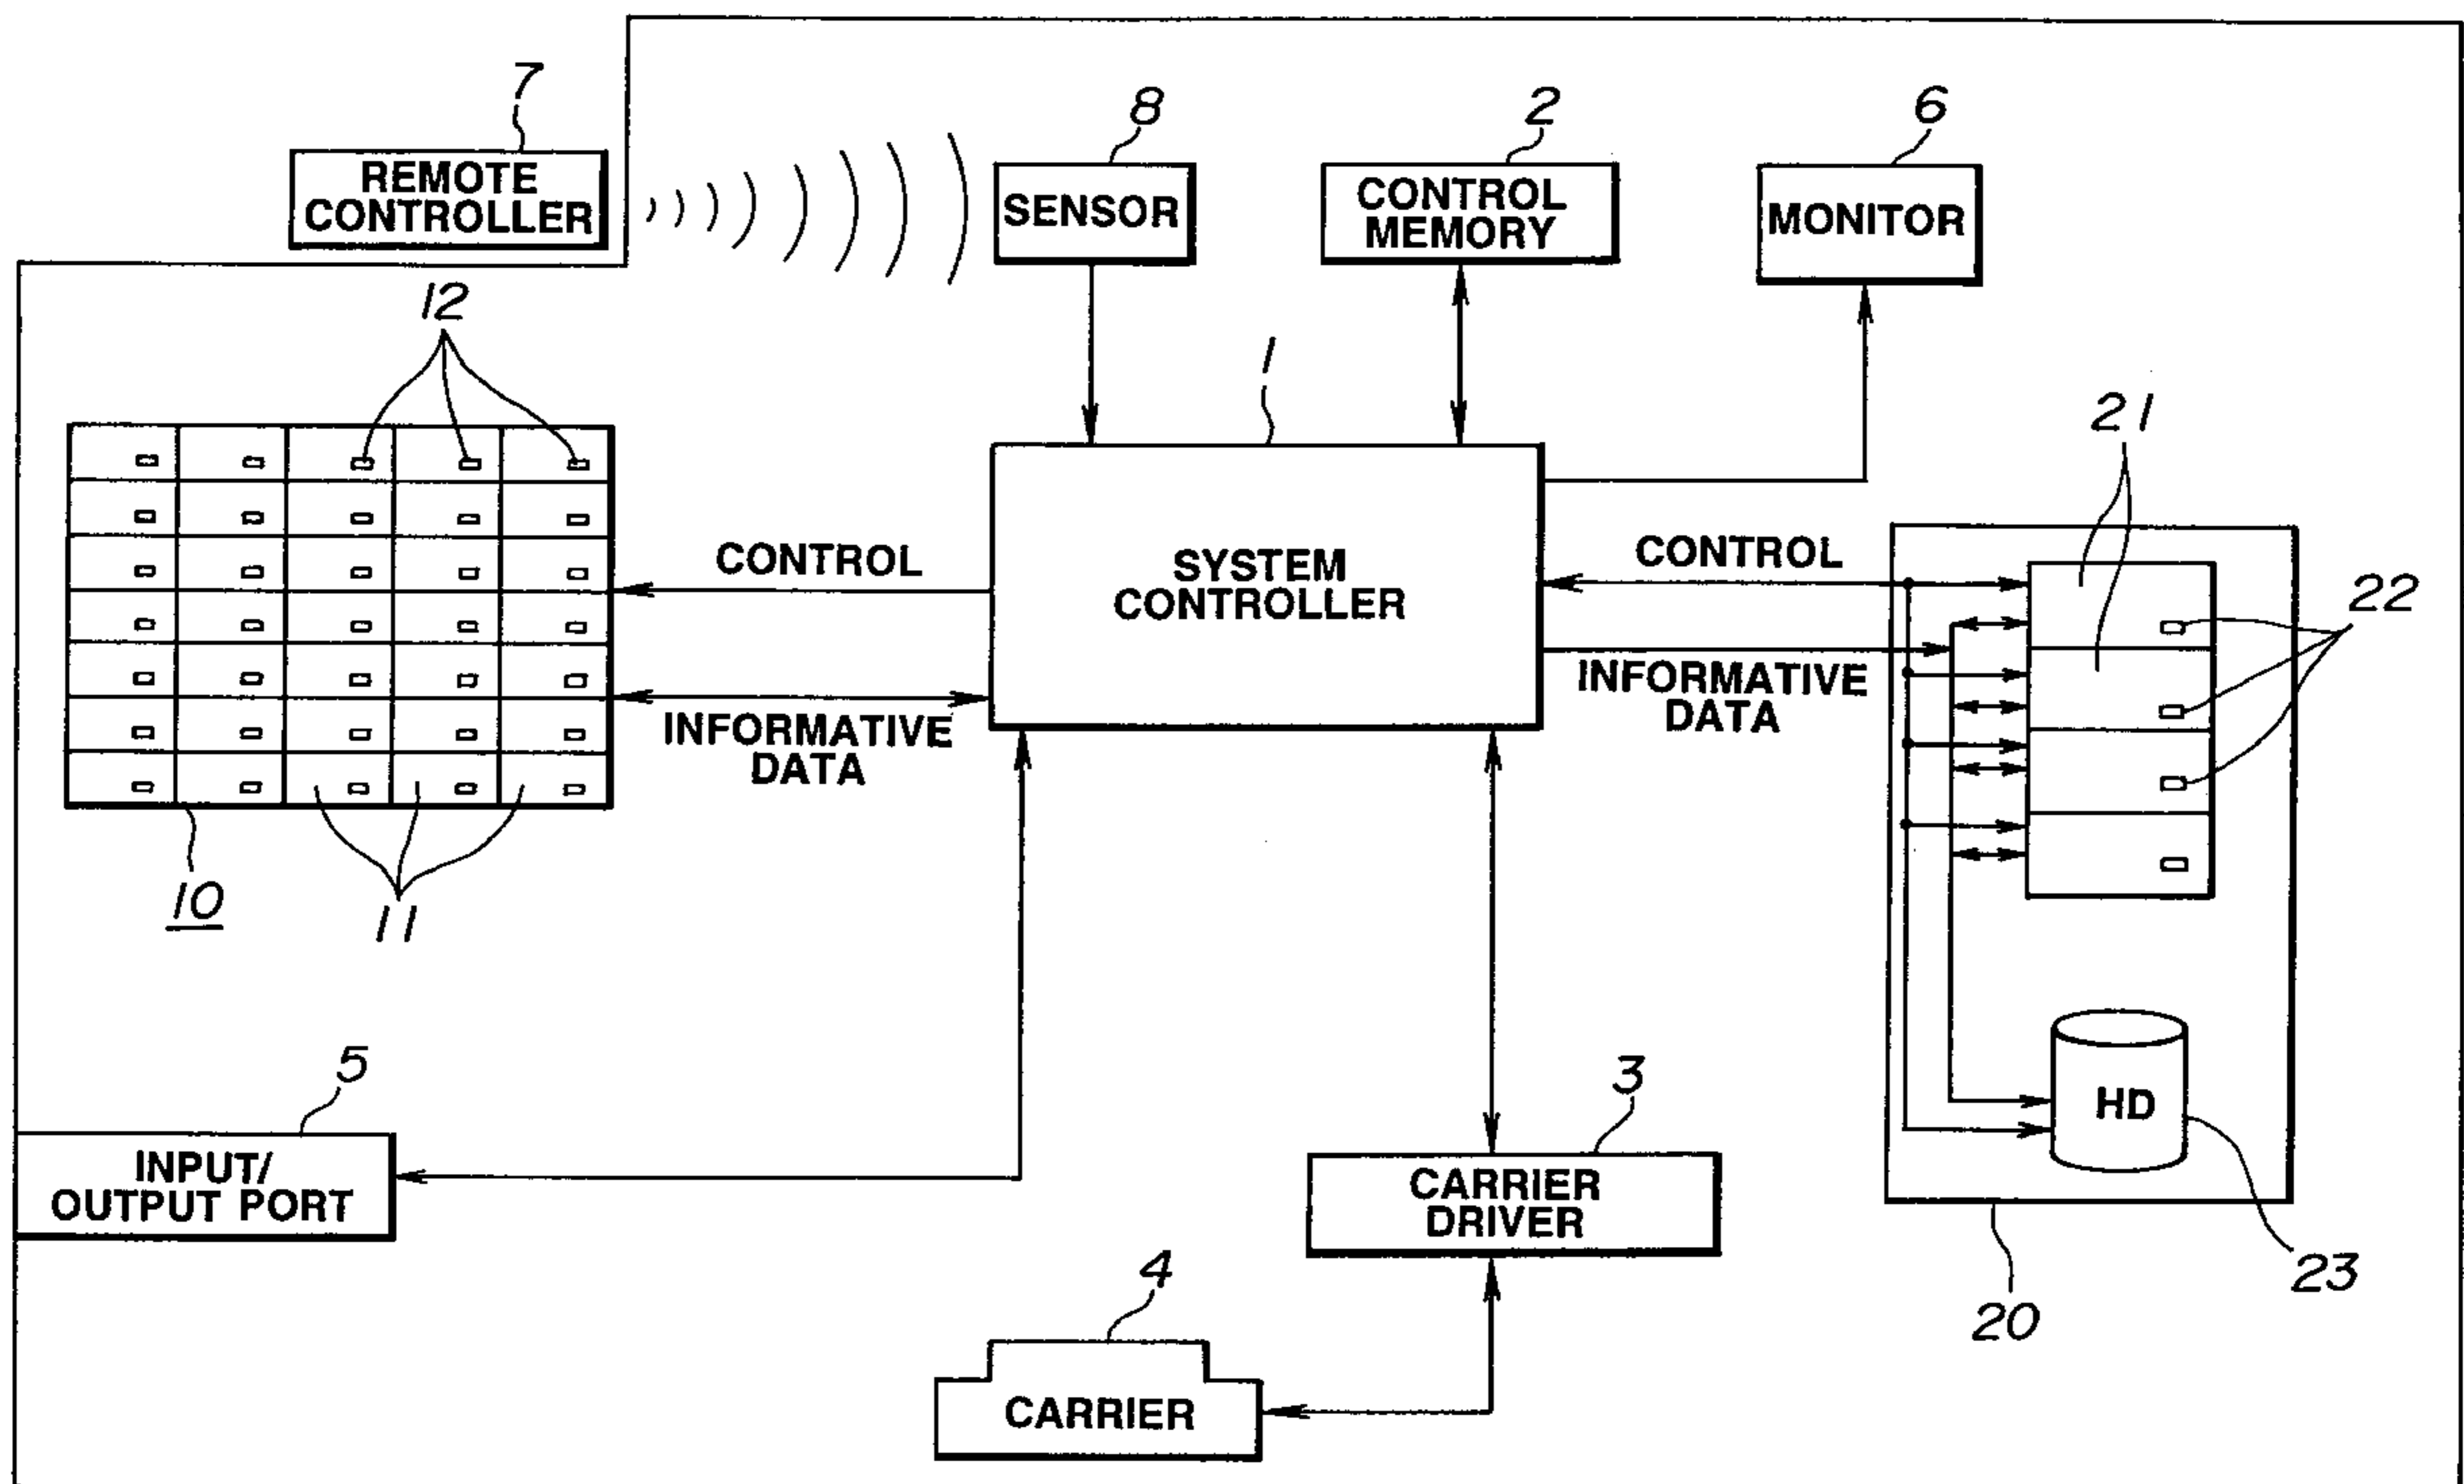 7
REMOTE
CONTROLLER
8
SENSOR
2
CONTROL
MEMORY
6
MONITOR
12
1
SYSTEM
CONTROLLER
CONTROL
INFORMATIVE
DATA
CONTROL
INFORMATIVE
DATA
21
22
10
11
5
INPUT/
OUTPUT PORT
3
CARRIER
DRIVER
HD
23
20
4
CARRIER